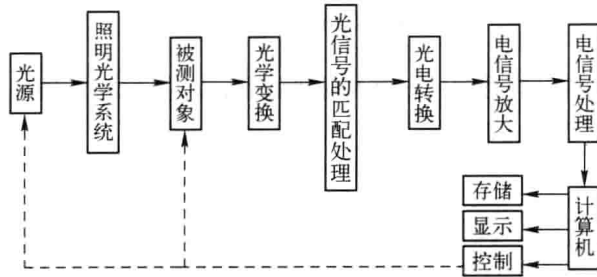 光源
照明光学系统
被测对象
光学变换
光信号的匹配处理
光电转换
电信号放大
电信号处理
计算机
存储
显示
控制